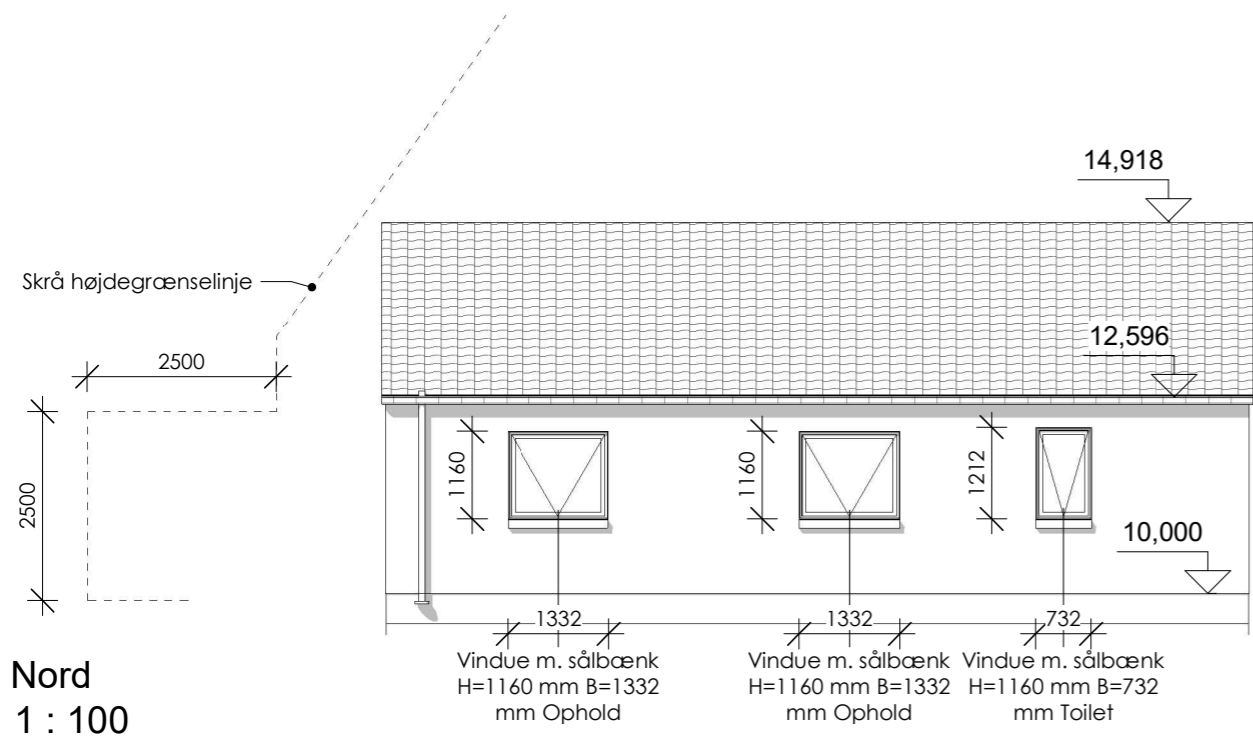 14,918
Skrå højdegrænselinje
12,596
2500
2500
1160
1160
1212
10,000
1332
1332
732
Vindue m. sålbænk
H=1160 mm B=1332
mm Ophold
Vindue m. sålbænk
H=1160 mm B=1332
mm Ophold
Vindue m. sålbænk
H=1160 mm B=732
mm Toilet
Nord
1 : 100